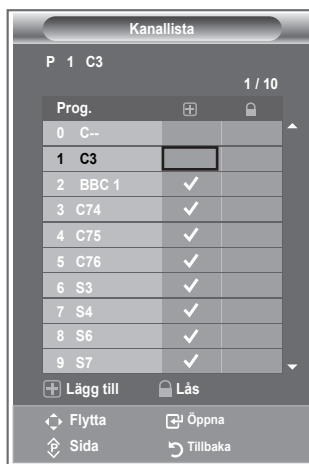 Kanallista
P 1 C3
1 / 10
Prog.
0 C--
1 C3
2 BBC 1
3 C74
4 C75
5 C76
6 S3
7 S4
8 S6
9 S7
Lägg till Lås
Flytta Öppna
Sida Tillbaka